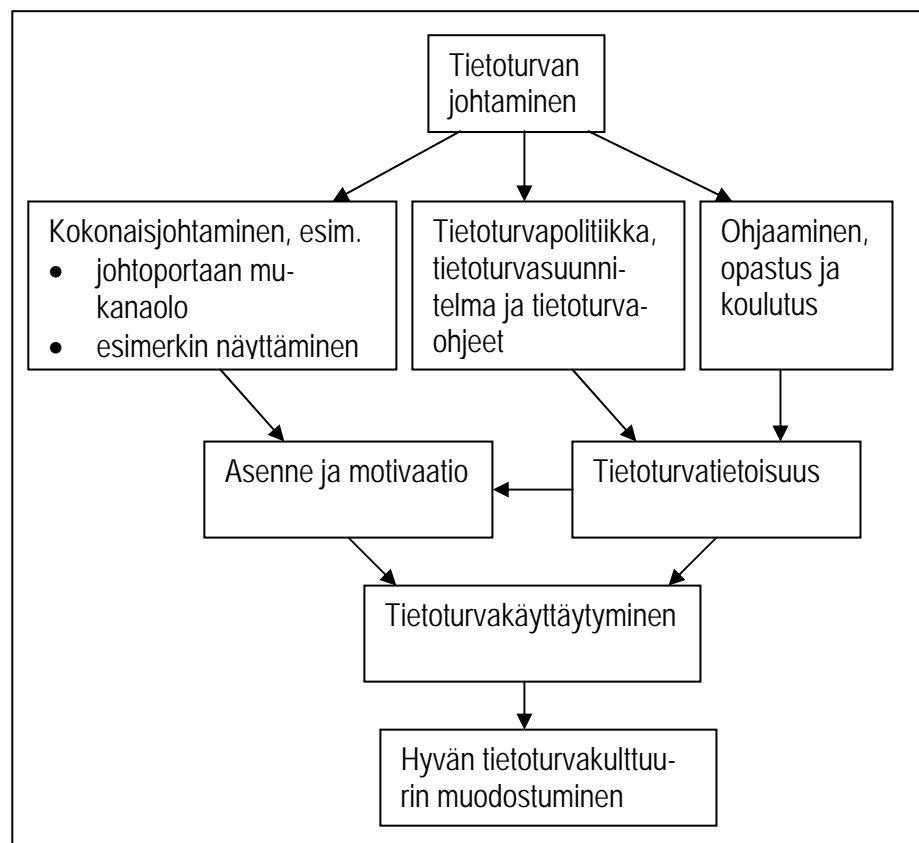 Tietoturvan
johtaminen
Kokonaisjohtaminen, esim.
• johtoportaan mu-
kanaolo
• esimerkin näyttäminen
Tietoturvapolitiikka,
tietoturvasuunni-
telma ja tietoturva-
ohjeet
Ohjaaminen,
opastus ja
koulutus
Asenne ja motivaatio
Tietoturvatietoisuus
Tietoturvakäyttäytyminen
Hyvän tietoturvakulttuu-
rin muodostuminen